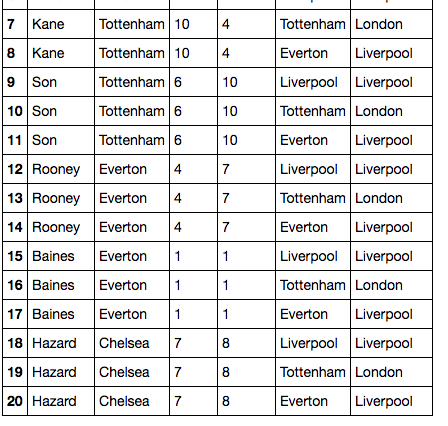 7 Kane Tottenham 10 4 Tottenham London
8 Kane Tottenham 10 4 Everton Liverpool
9 Son Tottenham 6 10 Liverpool Liverpool
10 Son Tottenham 6 10 Tottenham London
11 Son Tottenham 6 10 Everton Liverpool
12 Rooney Everton 4 7 Liverpool Liverpool
13 Rooney Everton 4 7 Tottenham London
14 Rooney Everton 4 7 Everton Liverpool
15 Baines Everton 1 1 Liverpool Liverpool
16 Baines Everton 1 1 Tottenham London
17 Baines Everton 1 1 Everton Liverpool
18 Hazard Chelsea 7 8 Liverpool Liverpool
19 Hazard Chelsea 7 8 Tottenham London
20 Hazard Chelsea 7 8 Everton Liverpool